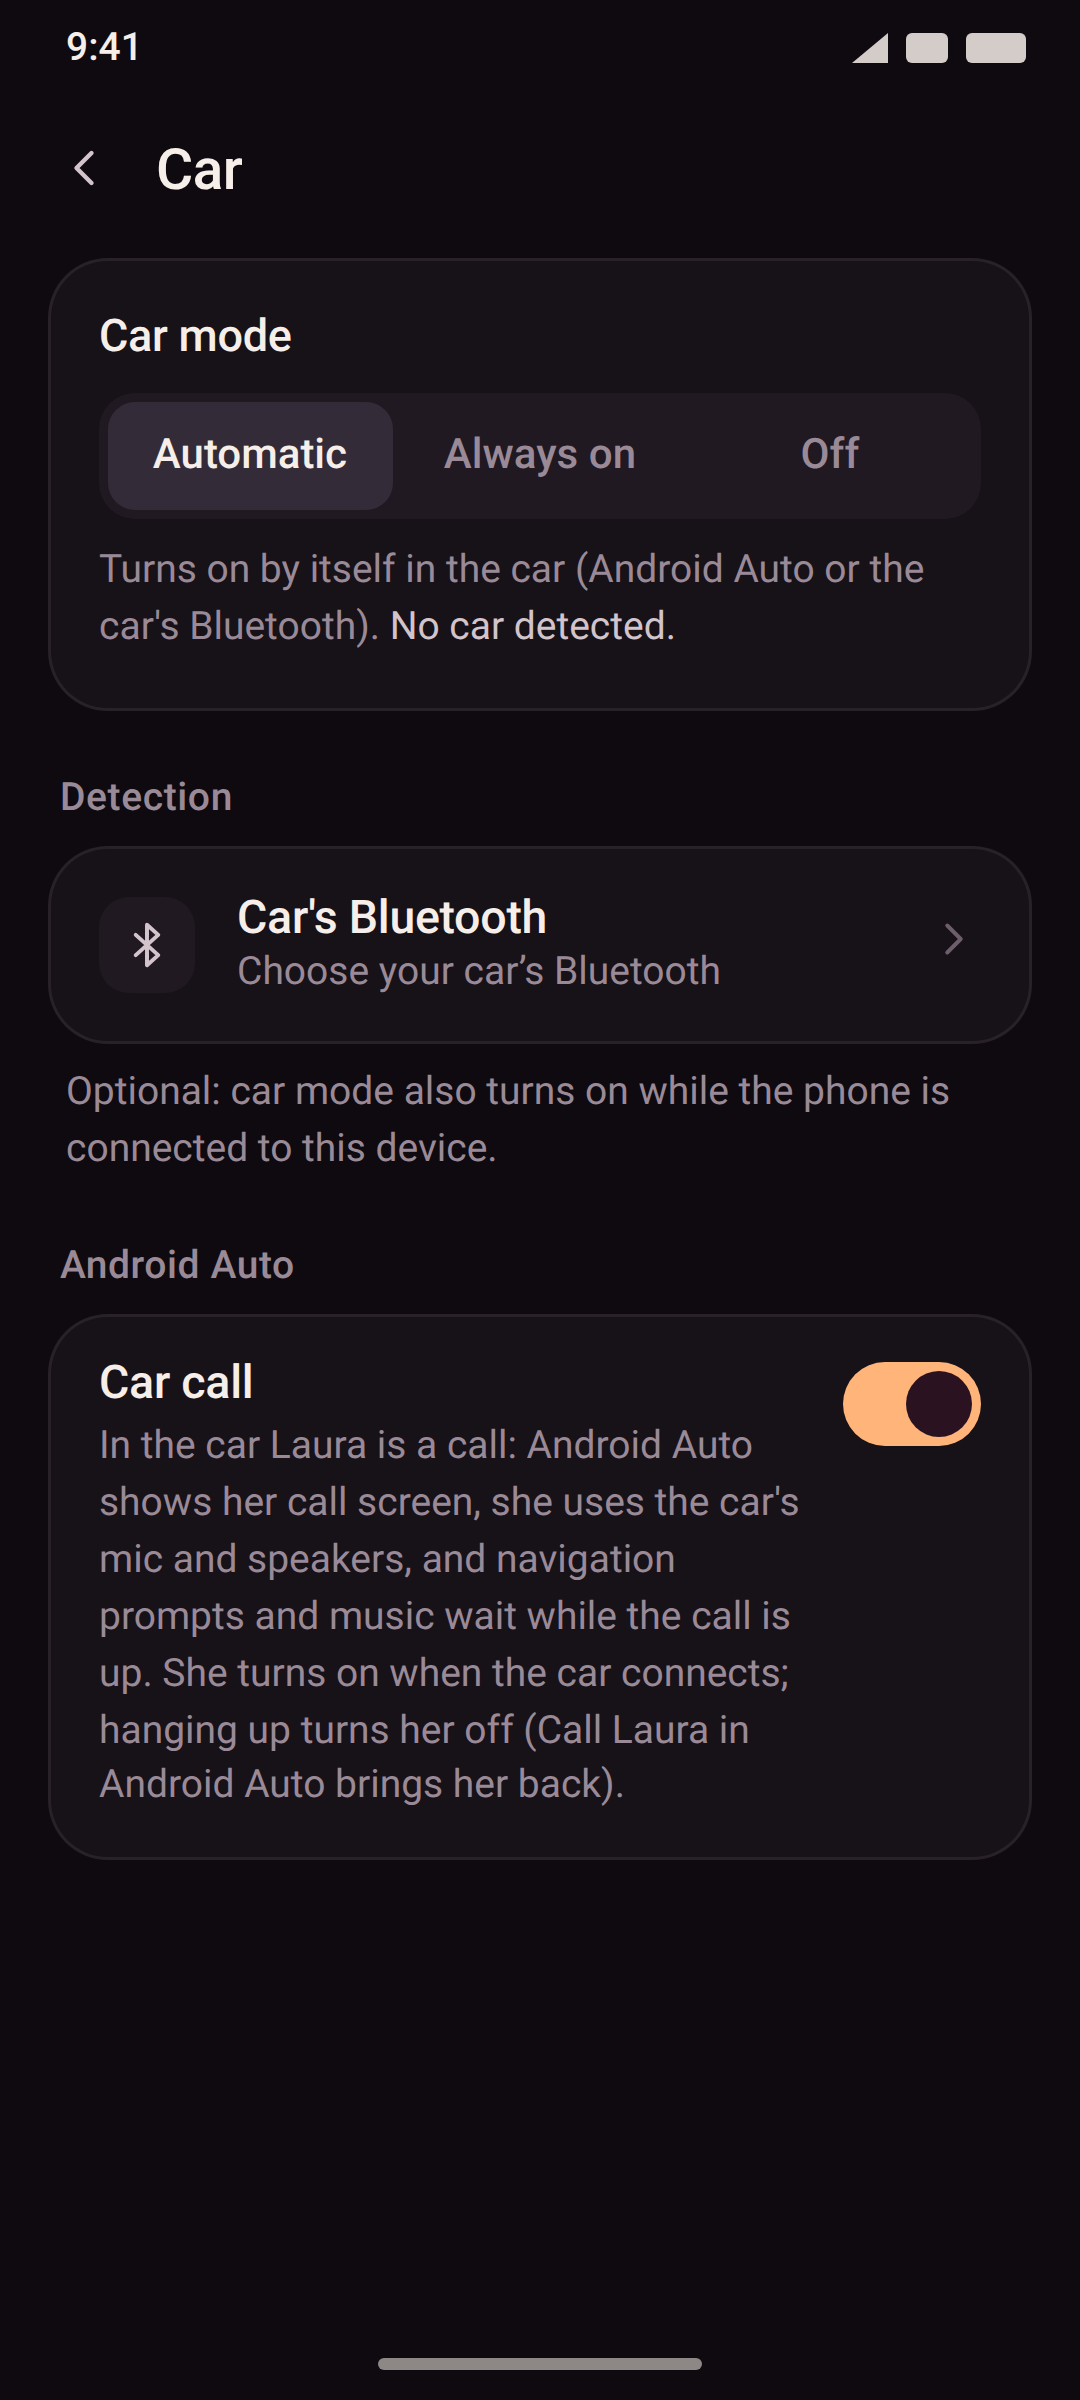 9:41
Car
Car mode
Automatic Always on Off
Turns on by itself in the car (Android Auto or the
car's Bluetooth). No car detected.
Detection
Car's Bluetooth
Choose your car’s Bluetooth
Optional: car mode also turns on while the phone is
connected to this device.
Android Auto
Car call
In the car Laura is a call: Android Auto
shows her call screen, she uses the car's
mic and speakers, and navigation
prompts and music wait while the call is
up. She turns on when the car connects;
hanging up turns her off (Call Laura in
Android Auto brings her back).